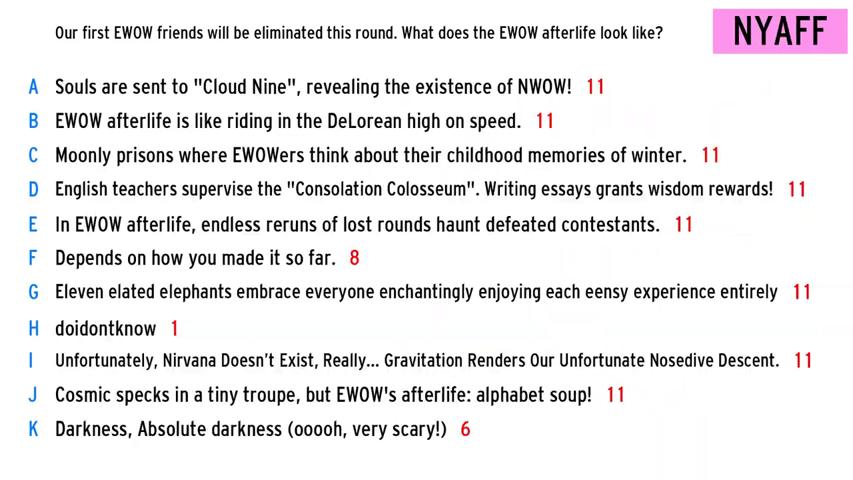 Our first EWOW friends will be eliminated this round. What does the EWOW afterlife look like?
NYAFF
A Souls are sent to "Cloud Nine", revealing the existence of NWOW! 11
B EWOW afterlife is like riding in the DeLorean high on speed. 11
C Moonly prisons where EWOWers think about their childhood memories of winter. 11
D English teachers supervise the "Consolation Colosseum". Writing essays grants wisdom rewards! 11
E In EWOW afterlife, endless reruns of lost rounds haunt defeated contestants. 11
F Depends on how you made it so far. 8
G Eleven elated elephants embrace everyone enchantingly enjoying each eensy experience entirely 11
H doidontknow 1
I Unfortunately, Nirvana Doesn't Exist, Really... Gravitation Renders Our Unfortunate Nosedive Descent. 11
J Cosmic specks in a tiny troupe, but EWOW's afterlife: alphabet soup! 11
K Darkness, Absolute darkness (ooooh, very scary!) 6